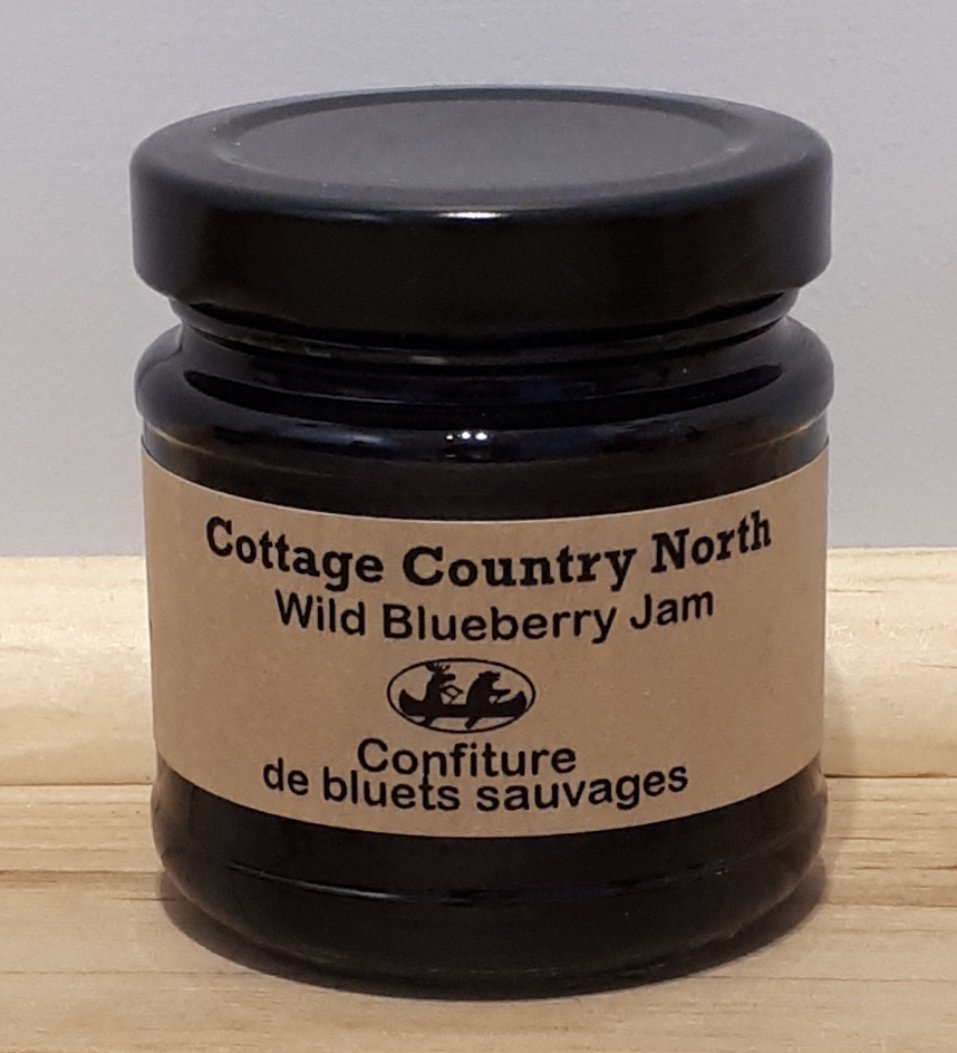 Cottage Country North
Wild Blueberry Jam
Confiture
de bluets sauvages